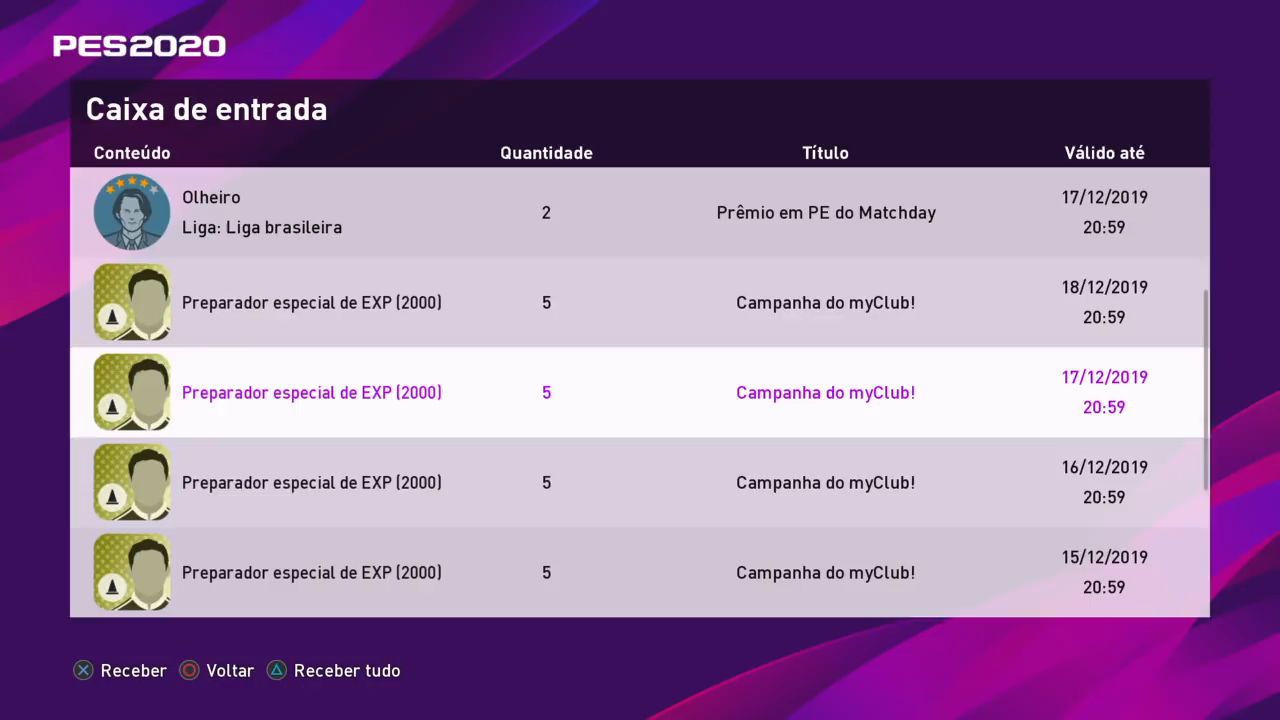 PES2020
Caixa de entrada
Conteúdo Quantidade Título Válido até
Olheiro
Liga: Liga brasileira
2
Prêmio em PE do Matchday
17/12/2019
20:59
Preparador especial de EXP (2000)
5
Campanha do myClub!
18/12/2019
20:59
Preparador especial de EXP (2000)
5
Campanha do myClub!
17/12/2019
20:59
Preparador especial de EXP (2000)
5
Campanha do myClub!
16/12/2019
20:59
Preparador especial de EXP (2000)
5
Campanha do myClub!
15/12/2019
20:59
Receber Voltar Receber tudo